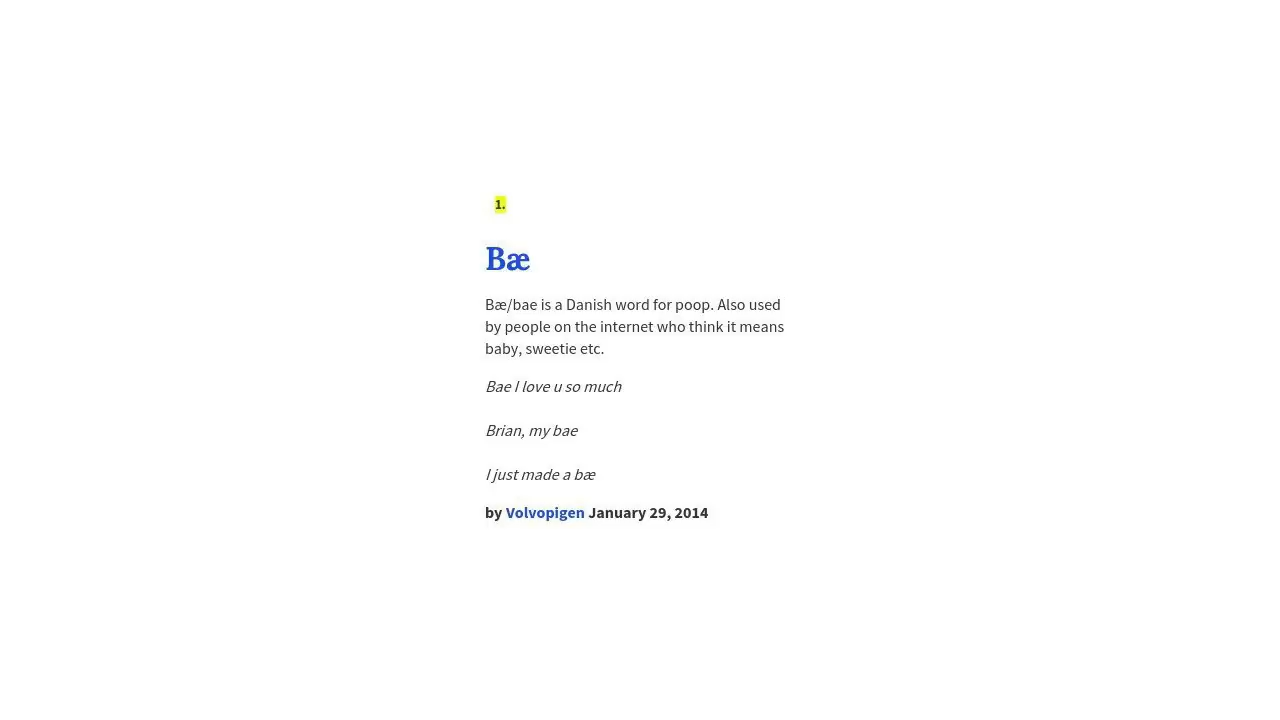 1.
Bæ
Bæ/bae is a Danish word for poop. Also used
by people on the internet who think it means
baby, sweetie etc.
Bae I love u so much
Brian, my bae
I just made a bæ
by Volvopigen January 29, 2014